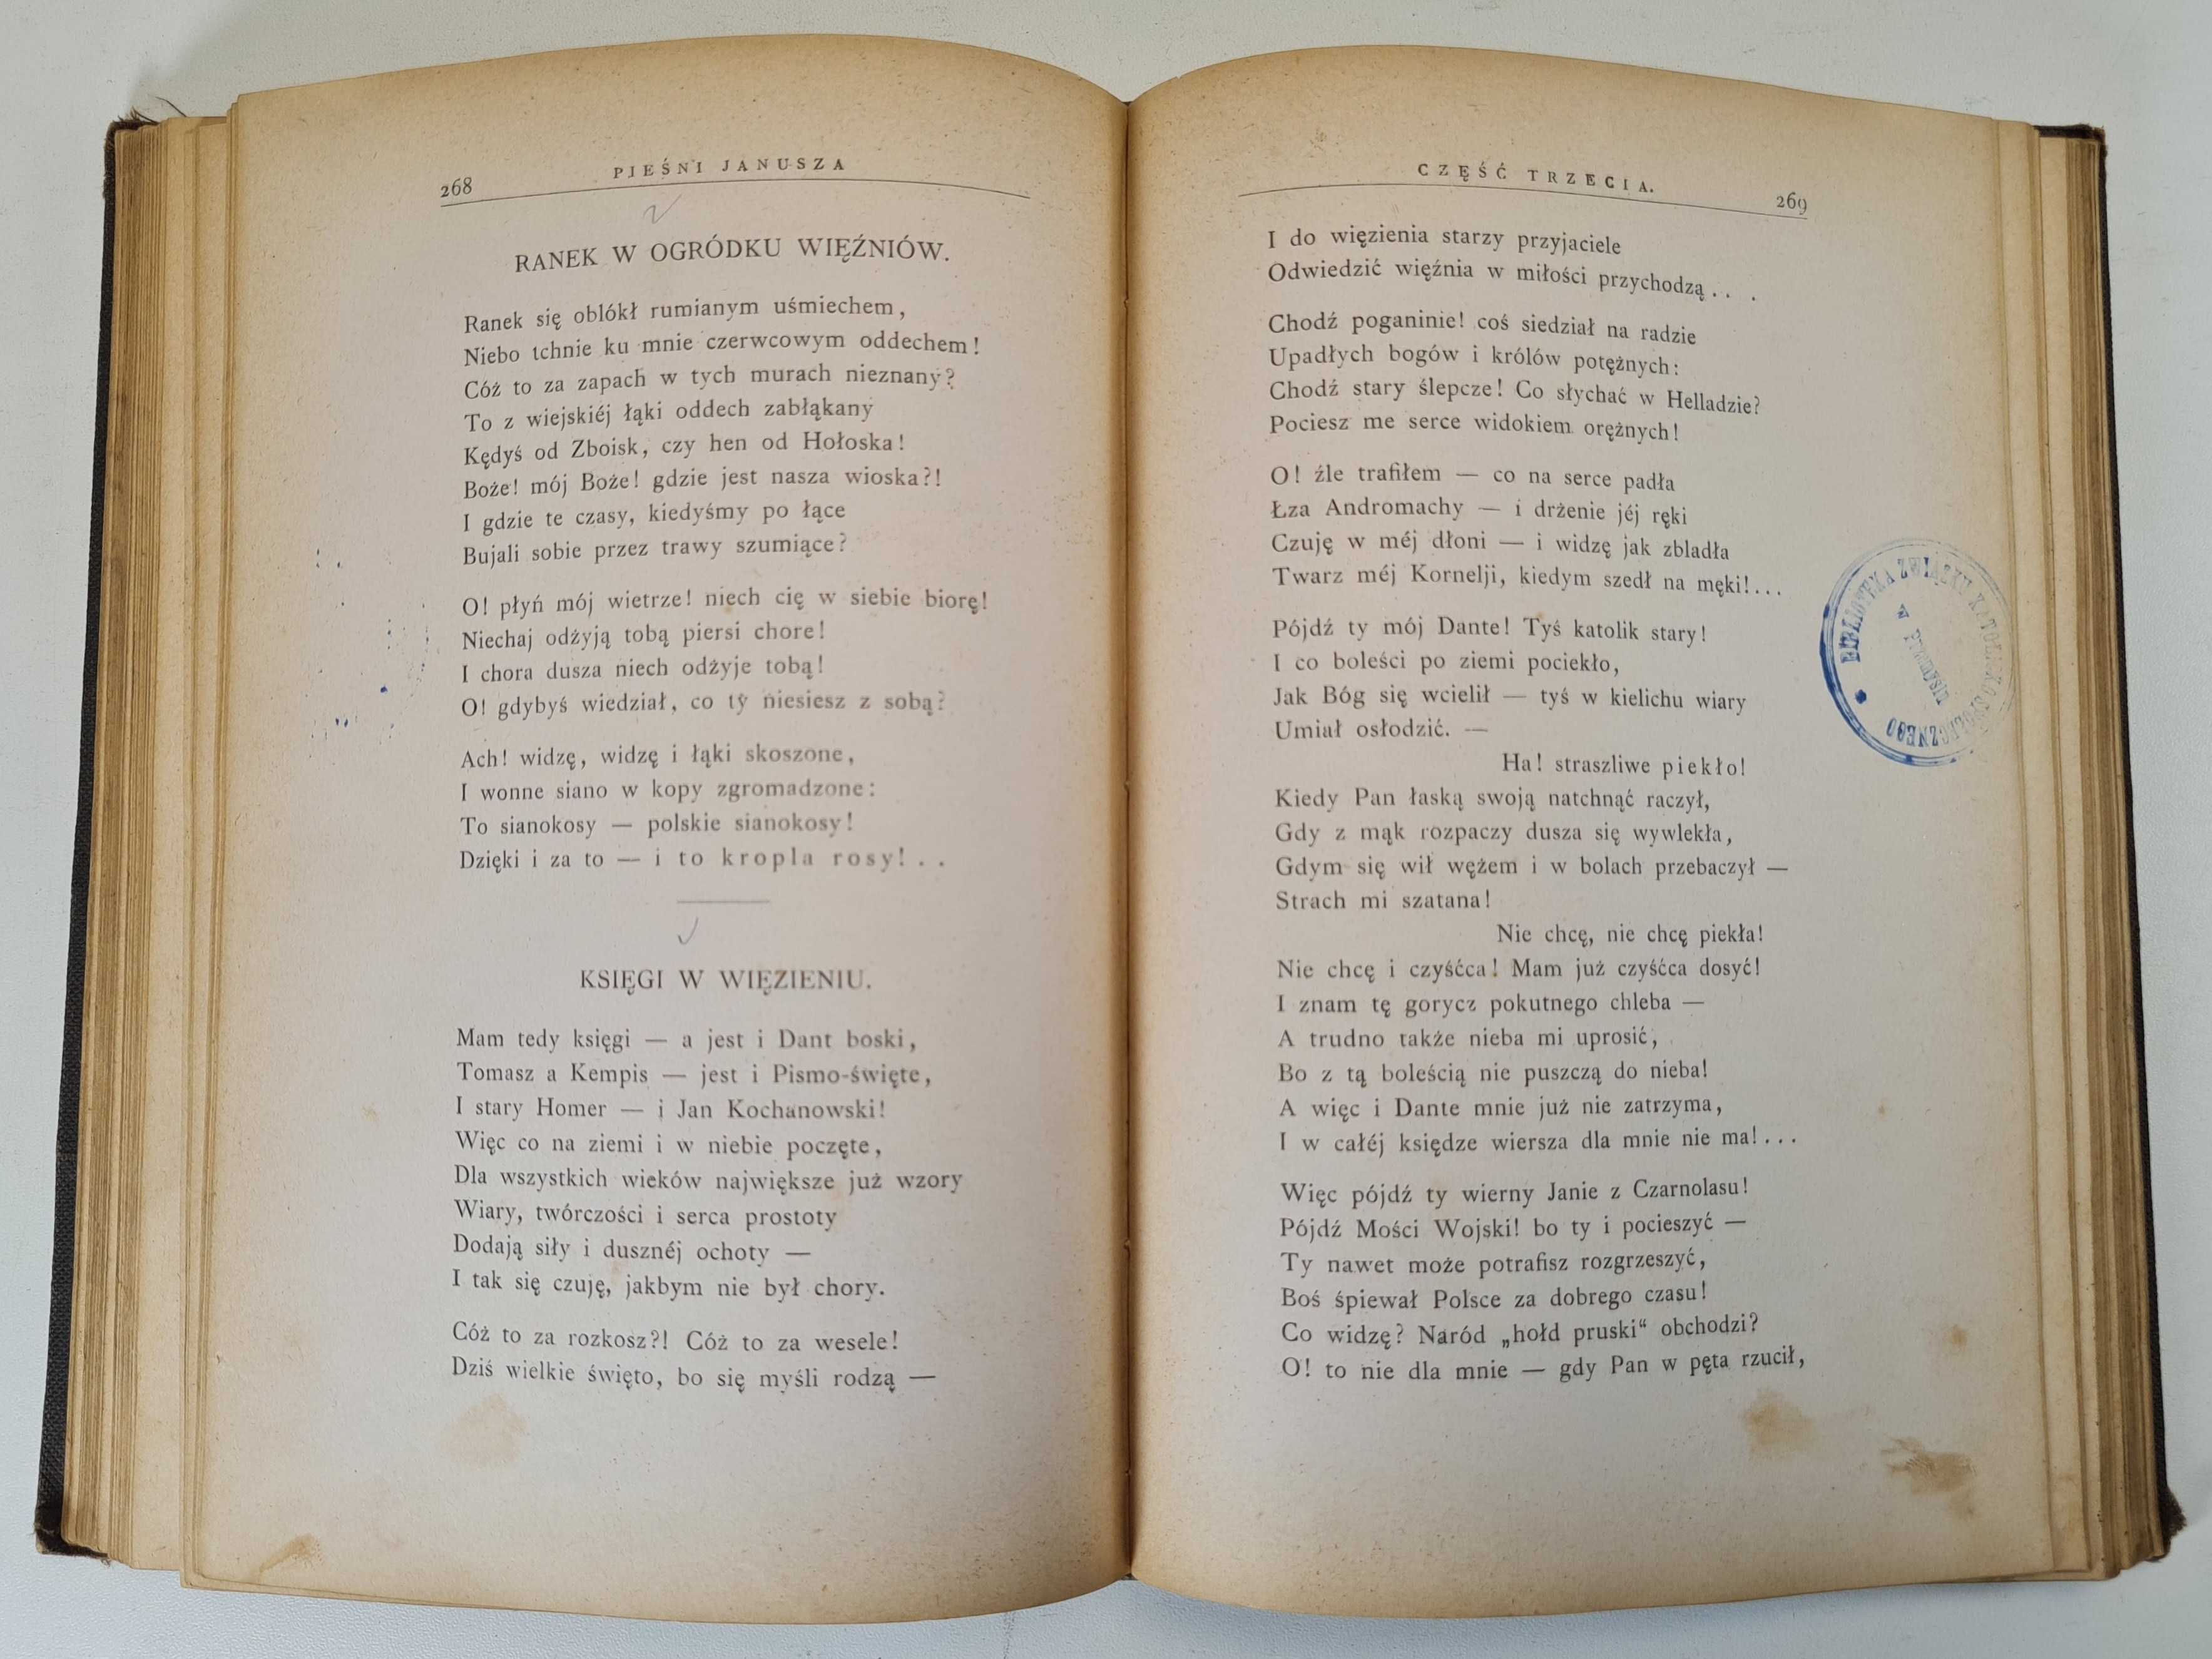 268
PIEŚNI JANUSZA
RANEK W OGRÓDKU WIĘŹNIÓW.
Ranek się oblókł rumianym uśmiechem,
Niebo tchnie ku mnie czerwcowym oddechem!
Cóż to za zapach w tych murach nieznany?
To z wiejskiéj łąki oddech zabłąkany
Kędyś od Zboisk, czy hen od Hołoska!
Boże! mój Boże! gdzie jest nasza wioska?!
I gdzie te czasy, kiedyśmy po łące
Bujali sobie przez trawy szumiące?
O! płyń mój wietrze! niech cię w siebie biorę!
Niechaj odżyją tobą piersi chore!
I chora dusza niech odżyje tobą!
O! gdybyś wiedział, co ty niesiesz z sobą?
Ach! widzę, widzę i łąki skoszone,
I wonne siano w kopy zgromadzone:
To sianokosy — polskie sianokosy!
Dzięki i za to — i to kropla rosy! . .
KSIĘGI W WIĘZIENIU.
Mam tedy księgi — a jest i Dant boski,
Tomasz a Kempis — jest i Pismo-święte,
I stary Homer — i Jan Kochanowski!
Więc co na ziemi i w niebie poczęte,
Dla wszystkich wieków największe już wzory
Wiary, twórczości i serca prostoty
Dodają siły i dusznéj ochoty —
I tak się czuję, jakbym nie był chory.
Cóż to za rozkosz?! Cóż to za wesele!
Dziś wielkie święto, bo się myśli rodzą —
CZĘŚĆ TRZECIA.
269
I do więzienia starzy przyjaciele
Odwiedzić więźnia w miłości przychodzą . . .
Chodź poganinie! coś siedział na radzie
Upadłych bogów i królów potężnych:
Chodź stary ślepcze! Co słychać w Helladzie?
Pociesz me serce widokiem orężnych!
O! źle trafiłem — co na serce padła
Łza Andromachy — i drżenie jéj ręki
Czuję w méj dłoni — i widzę jak zbladła
Twarz méj Kornelji, kiedym szedł na męki! . . .
Pójdź ty mój Dante! Tyś katolik stary!
I co boleści po ziemi pociekło,
Jak Bóg się wcielił — tyś w kielichu wiary
Umiał osłodzić. —
Ha! straszliwe piekło!
Kiedy Pan łaską swoją natchnąć raczył,
Gdy z mąk rozpaczy dusza się wywlekła,
Gdym się wił wężem i w bolach przebaczył —
Strach mi szatana!
Nie chcę, nie chcę piekła!
Nie chcę i czyśćca! Mam już czyśćca dosyć!
I znam tę gorycz pokutnego chleba —
A trudno także nieba mi uprosić,
Bo z tą boleścią nie puszczą do nieba!
A więc i Dante mnie już nie zatrzyma,
I w całéj księdze wiersza dla mnie nie ma! . . .
Więc pójdź ty wierny Janie z Czarnolasu!
Pójdź Mości Wojski! bo ty i pocieszyć —
Ty nawet może potrafisz rozgrzeszyć,
Boś śpiewał Polsce za dobrego czasu!
Co widzę? Naród „hołd pruski“ obchodzi?
O! to nie dla mnie — gdy Pan w pęta rzucił,
BIBLIOTEKA ZWIĄZKU KATOLICKO SPOŁECZNEGO